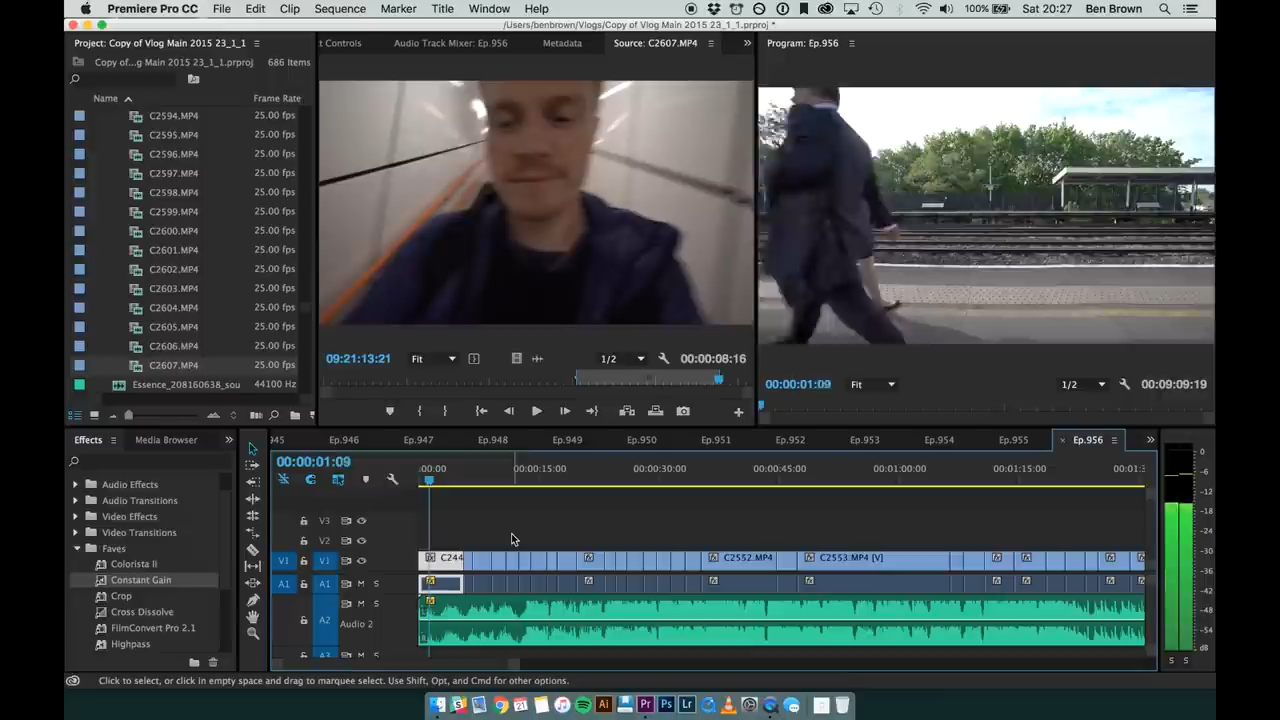 Premiere Pro CC File Edit Clip Sequence Marker Title Window Help 100% Sat 20:27 Ben Brown
/Users/benbrown/Vlogs/Copy of Vlog Main 2015 23_1_1.prproj *
Project: Copy of Vlog Main 2015 23_1_1
Copy of...g Main 2015 23_1_1.prproj 686 Items
Name Frame Rate
C2594.MP4 25.00 fps
C2595.MP4 25.00 fps
C2596.MP4 25.00 fps
C2597.MP4 25.00 fps
C2598.MP4 25.00 fps
C2599.MP4 25.00 fps
C2600.MP4 25.00 fps
C2601.MP4 25.00 fps
C2602.MP4 25.00 fps
C2603.MP4 25.00 fps
C2604.MP4 25.00 fps
C2605.MP4 25.00 fps
C2606.MP4 25.00 fps
C2607.MP4 25.00 fps
Essence_208160638_sou 44100 Hz
t Controls Audio Track Mixer: Ep.956 Metadata Source: C2607.MP4
09:21:13:21 Fit 1/2 00:00:08:16
Program: Ep.956
00:00:01:09 Fit 1/2 00:09:09:19
Effects Media Browser
Audio Effects
Audio Transitions
Video Effects
Video Transitions
Faves
Colorista II
Constant Gain
Crop
Cross Dissolve
FilmConvert Pro 2.1
Highpass
945 Ep.946 Ep.947 Ep.948 Ep.949 Ep.950 Ep.951 Ep.952 Ep.953 Ep.954 Ep.955 × Ep.956
00:00:01:09
:00:00 00:00:15:00 00:00:30:00 00:00:45:00 00:01:00:00 00:01:15:00 00:01:3
V3
V2
V1 V1 C244 C2552.MP4 C2553.MP4 [V]
A1 A1 M S
A2 M S
Audio 2
A3 M S
0
-6
-12
-18
-24
-30
-36
-42
-48
-54
dB
S S
Click to select, or click in empty space and drag to marquee select. Use Shift, Opt, and Cmd for other options.
Ai Pr Ps Lr